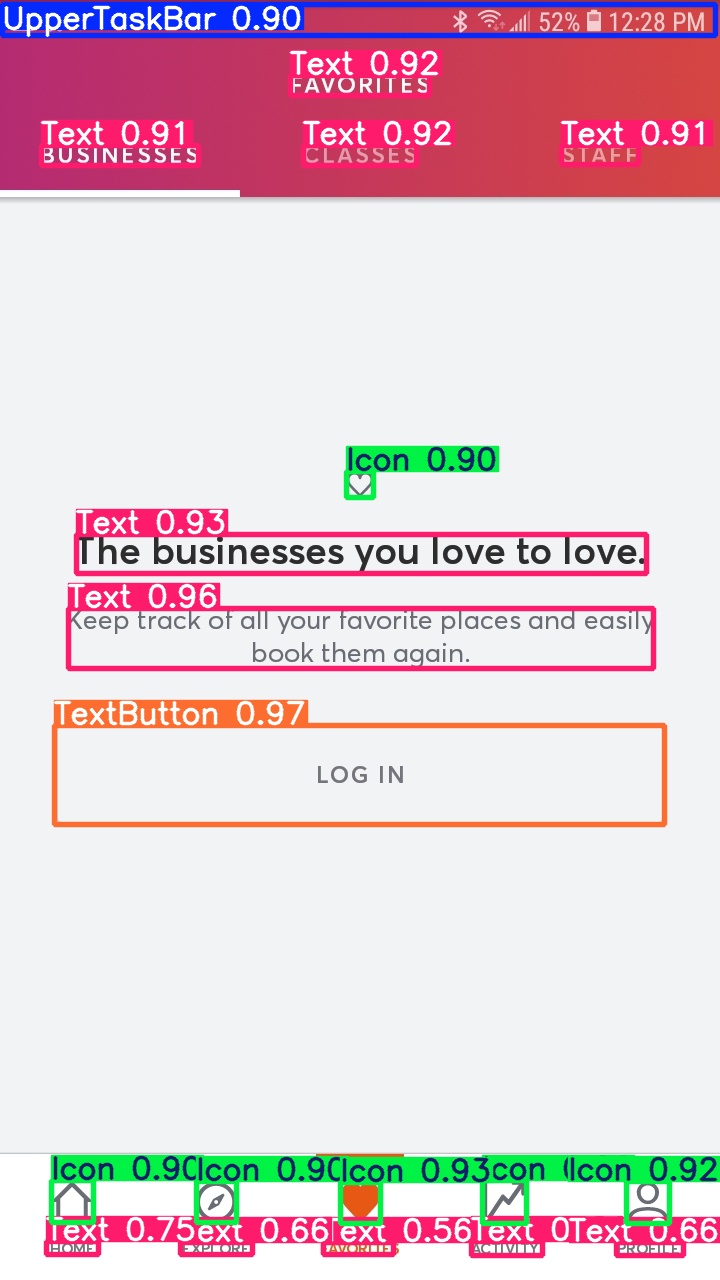 UpperTaskBar 0.90
52% 12:28 PM
Text 0.92
FAVORITES
Text 0.91 Text 0.92 Text 0.91
BUSINESSES CLASSES STAFF
Icon 0.90
Text 0.93
The businesses you love to love.
Text 0.96
Keep track of all your favorite places and easily
book them again.
TextButton 0.97
LOG IN
Icon 0.90 Icon 0.90 Icon 0.93 Icon Icon 0.92
Text 0.75 Text 0.66 Text 0.56 Text 0 Text 0.66
HOME EXPLORE FAVORITES ACTIVITY PROFILE